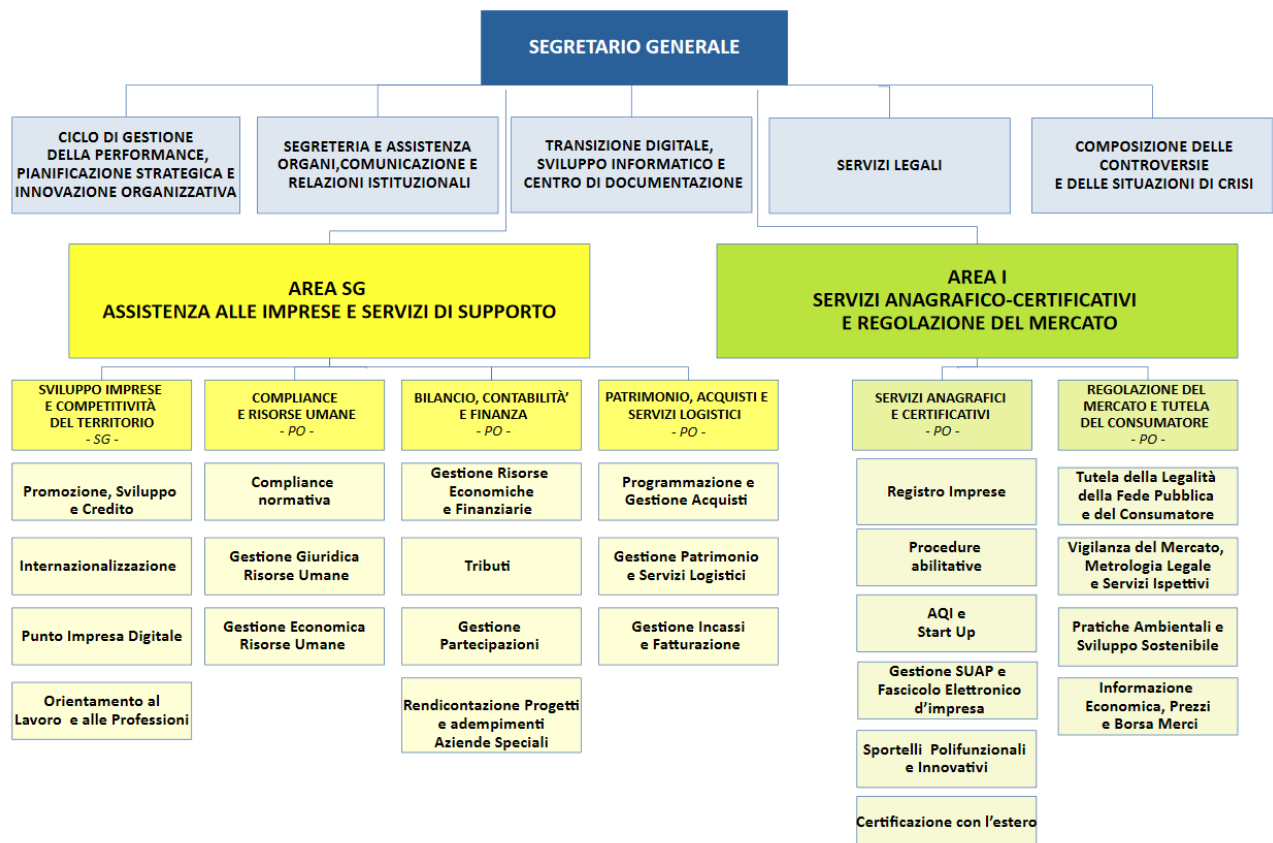 SEGRETARIO GENERALE
CICLO DI GESTIONE
DELLA PERFORMANCE,
PIANIFICAZIONE STRATEGICA E
INNOVAZIONE ORGANIZZATIVA
SEGRETERIA E ASSISTENZA
ORGANI,COMUNICAZIONE E
RELAZIONI ISTITUZIONALI
TRANSIZIONE DIGITALE,
SVILUPPO INFORMATICO E
CENTRO DI DOCUMENTAZIONE
SERVIZI LEGALI
COMPOSIZIONE DELLE
CONTROVERSIE
E DELLE SITUAZIONI DI CRISI
AREA SG
ASSISTENZA ALLE IMPRESE E SERVIZI DI SUPPORTO
AREA I
SERVIZI ANAGRAFICO-CERTIFICATIVI
E REGOLAZIONE DEL MERCATO
SVILUPPO IMPRESE
E COMPETITIVITÀ
DEL TERRITORIO
- SG -
Promozione, Sviluppo
e Credito
Internazionalizzazione
Punto Impresa Digitale
Orientamento al
Lavoro e alle Professioni
COMPLIANCE
E RISORSE UMANE
- PO -
Compliance
normativa
Gestione Giuridica
Risorse Umane
Gestione Economica
Risorse Umane
BILANCIO, CONTABILITÀ'
E FINANZA
- PO -
Gestione Risorse
Economiche
e Finanziarie
Tributi
Gestione
Partecipazioni
Rendicontazione Progetti
e adempimenti
Aziende Speciali
PATRIMONIO, ACQUISTI E
SERVIZI LOGISTICI
- PO -
Programmazione e
Gestione Acquisti
Gestione Patrimonio
e Servizi Logistici
Gestione Incassi
e Fatturazione
SERVIZI ANAGRAFICI
E CERTIFICATIVI
- PO -
Registro Imprese
Procedure
abilitative
AQI e
Start Up
Gestione SUAP e
Fascicolo Elettronico
d'impresa
Sportelli Polifunzionali
e Innovativi
Certificazione con l'estero
REGOLAZIONE DEL
MERCATO E TUTELA
DEL CONSUMATORE
- PO -
Tutela della Legalità
della Fede Pubblica
e del Consumatore
Vigilanza del Mercato,
Metrologia Legale
e Servizi Ispettivi
Pratiche Ambientali e
Sviluppo Sostenibile
Informazione
Economica, Prezzi
e Borsa Merci